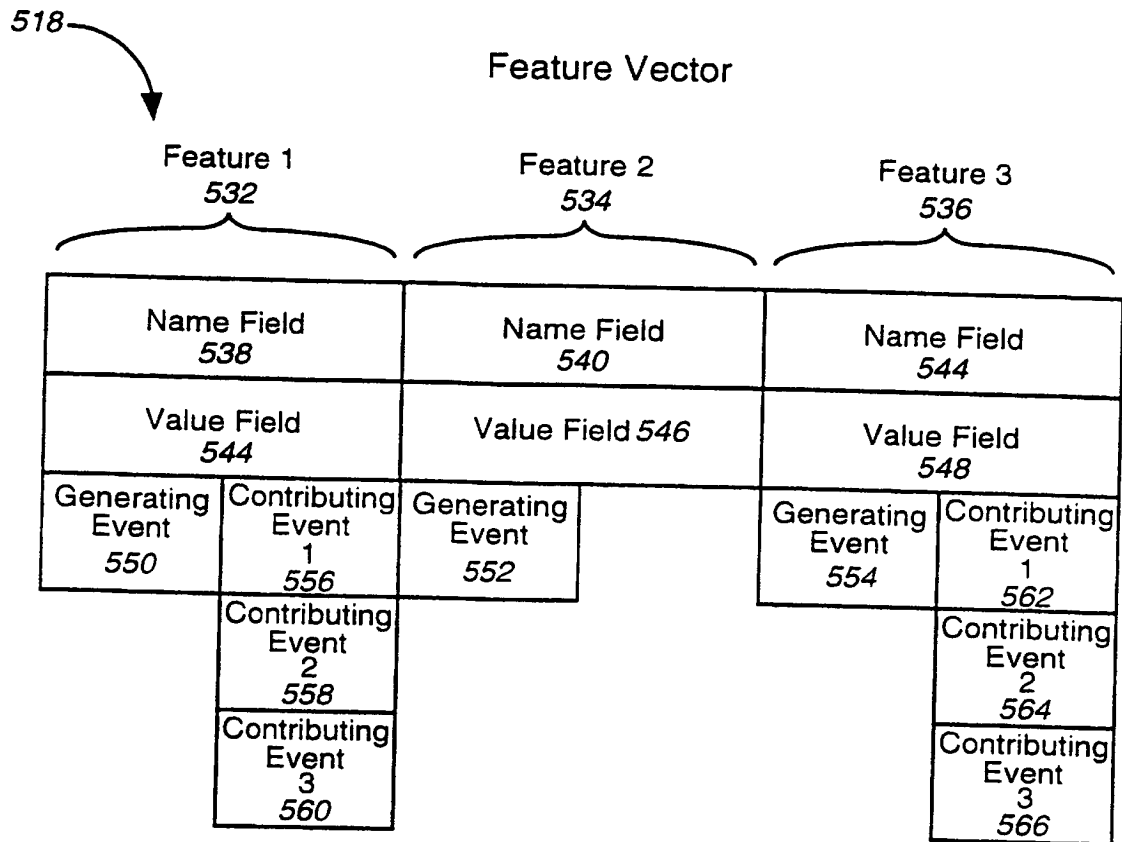 518
Feature Vector
Feature 1
532
Feature 2
534
Feature 3
536
Name Field
538
Name Field
540
Name Field
544
Value Field
544
Value Field 546
Value Field
548
Generating
Event
550
Contributing
Event
1
556
Generating
Event
552
Generating
Event
554
Contributing
Event
1
562
Contributing
Event
2
558
Contributing
Event
2
564
Contributing
Event
3
560
Contributing
Event
3
566